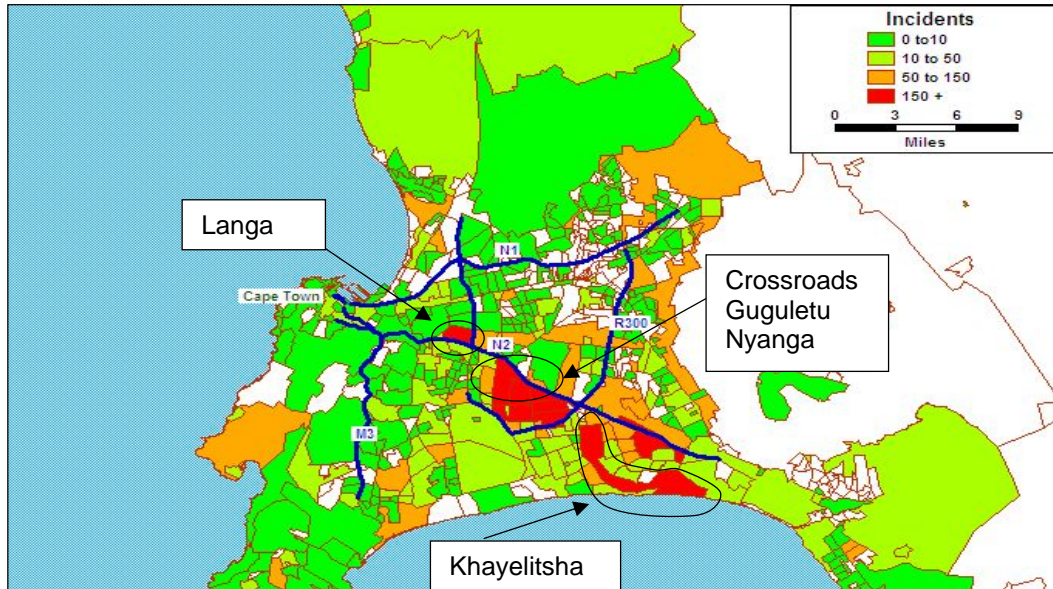 Incidents
0 to10
10 to 50
50 to 150
150 +
0 3 6 9
Miles
Langa
N1
Crossroads
Guguletu
Nyanga
Cape Town
R300
N2
M3
Khayelitsha